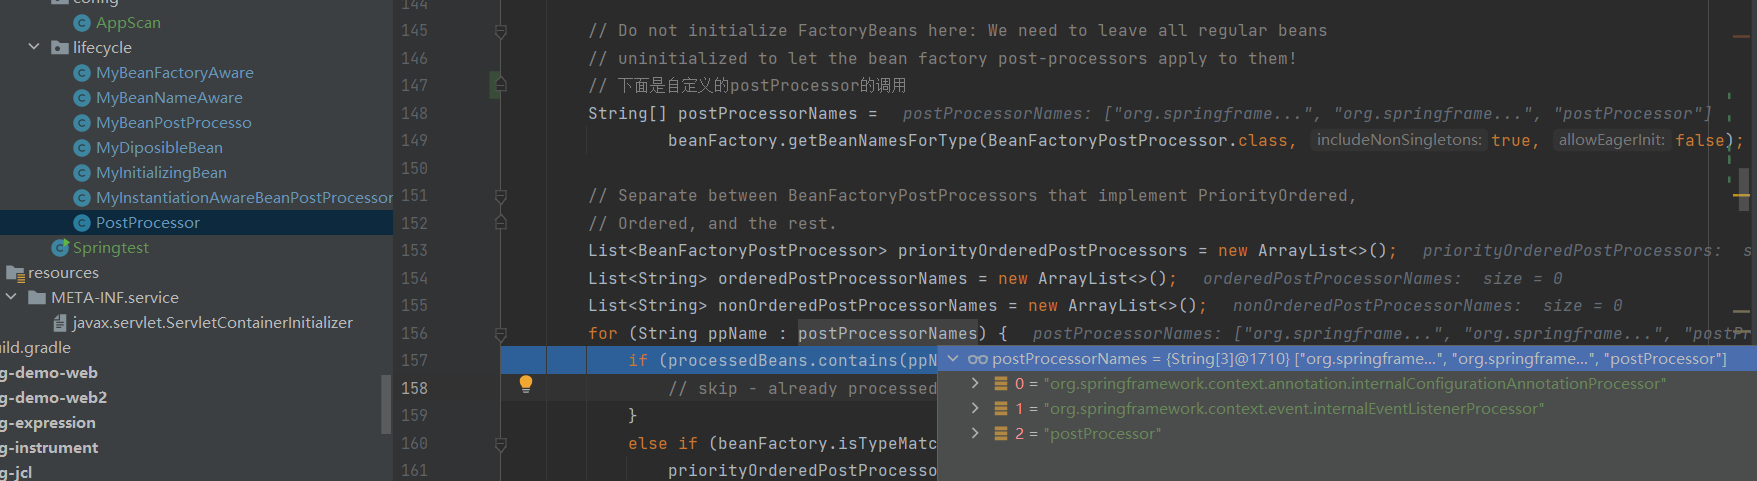 config
AppScan
lifecycle
MyBeanFactoryAware
MyBeanNameAware
MyBeanPostProcesso
MyDiposibleBean
MyInitializingBean
MyInstantiationAwareBeanPostProcessor
PostProcessor
Springtest
resources
META-INF.service
javax.servlet.ServletContainerInitializer
ild.gradle
g-demo-web
g-demo-web2
g-expression
g-instrument
g-jcl
144
145 // Do not initialize FactoryBeans here: We need to leave all regular beans
146 // uninitialized to let the bean factory post-processors apply to them!
147 // 下面是自定义的postProcessor的调用
148 String[] postProcessorNames = postProcessorNames: ["org.springframe...", "org.springframe...", "postProcessor"]
149 beanFactory.getBeanNamesForType(BeanFactoryPostProcessor.class, includeNonSingletons: true, allowEagerInit: false);
150
151 // Separate between BeanFactoryPostProcessors that implement PriorityOrdered,
152 // Ordered, and the rest.
153 List<BeanFactoryPostProcessor> priorityOrderedPostProcessors = new ArrayList<>(); priorityOrderedPostProcessors: s
154 List<String> orderedPostProcessorNames = new ArrayList<>(); orderedPostProcessorNames: size = 0
155 List<String> nonOrderedPostProcessorNames = new ArrayList<>(); nonOrderedPostProcessorNames: size = 0
156 for (String ppName : postProcessorNames) { postProcessorNames: ["org.springframe...", "org.springframe...", "postPr
157 if (processedBeans.contains(ppN
158 // skip - already processed
159 }
160 else if (beanFactory.isTypeMatc
161 priorityOrderedPostProcesso
postProcessorNames = {String[3]@1710} ["org.springframe...", "org.springframe...", "postProcessor"]
0 = "org.springframework.context.annotation.internalConfigurationAnnotationProcessor"
1 = "org.springframework.context.event.internalEventListenerProcessor"
2 = "postProcessor"